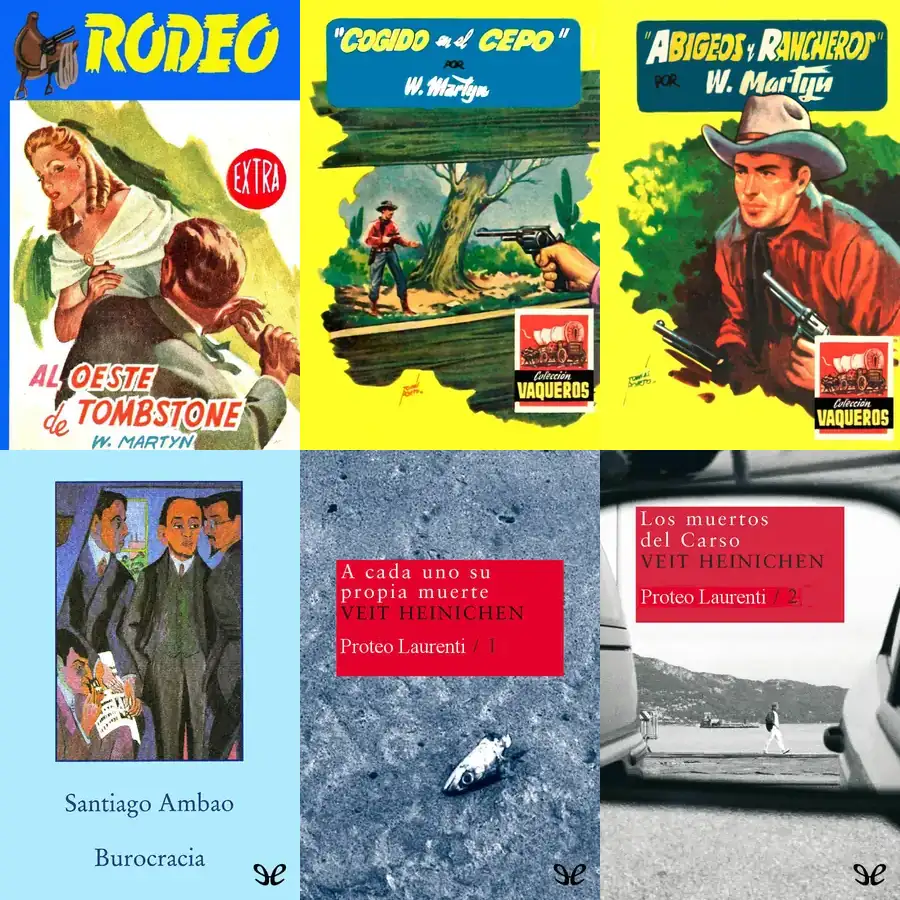 RODEO
EXTRA
AL OESTE
de TOMBSTONE
W. MARTYN
"COGIDO en el CEPO"
POR
W. Martyn
Colección
VAQUEROS
"ABIGEOS y RANCHEROS"
POR W. Martyn
Colección
VAQUEROS
Santiago Ambao
Burocracia
A cada uno su
propia muerte
VEIT HEINICHEN
Proteo Laurenti / 1
Los muertos
del Carso
VEIT HEINICHEN
Proteo Laurenti / 2